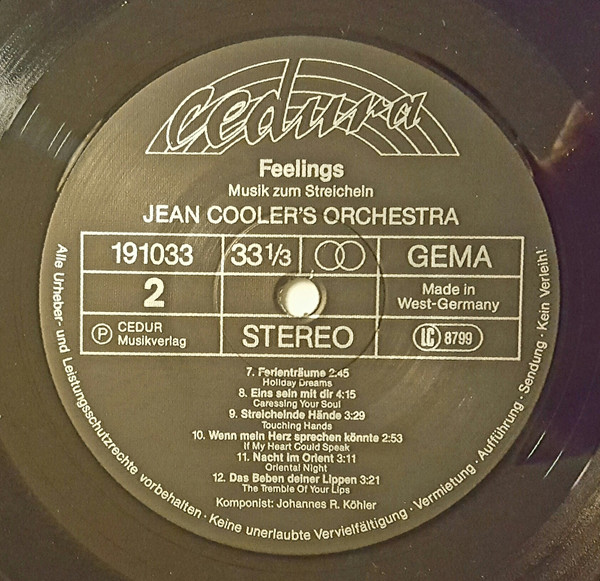 cedura
Feelings
Musik zum Streicheln
JEAN COOLER'S ORCHESTRA
191033
33 1/3
GEMA
2
Made in
West-Germany
P CEDUR
Musikverlag
STEREO
LC 8799
7. Ferienträume 2:45
Holiday Dreams
8. Eins sein mit dir 4:15
Caressing Your Soul
9. Streichelnde Hände 3:29
Touching Hands
10. Wenn mein Herz sprechen könnte 2:53
If My Heart Could Speak
11. Nacht im Orient 3:11
Oriental Night
12. Das Beben deiner Lippen 3:21
The Tremble Of Your Lips
Komponist: Johannes R. Köhler
Alle Urheber- und Leistungsschutzrechte vorbehalten · Keine unerlaubte Vervielfältigung · Vermietung · Aufführung · Sendung · Kein Verleih!